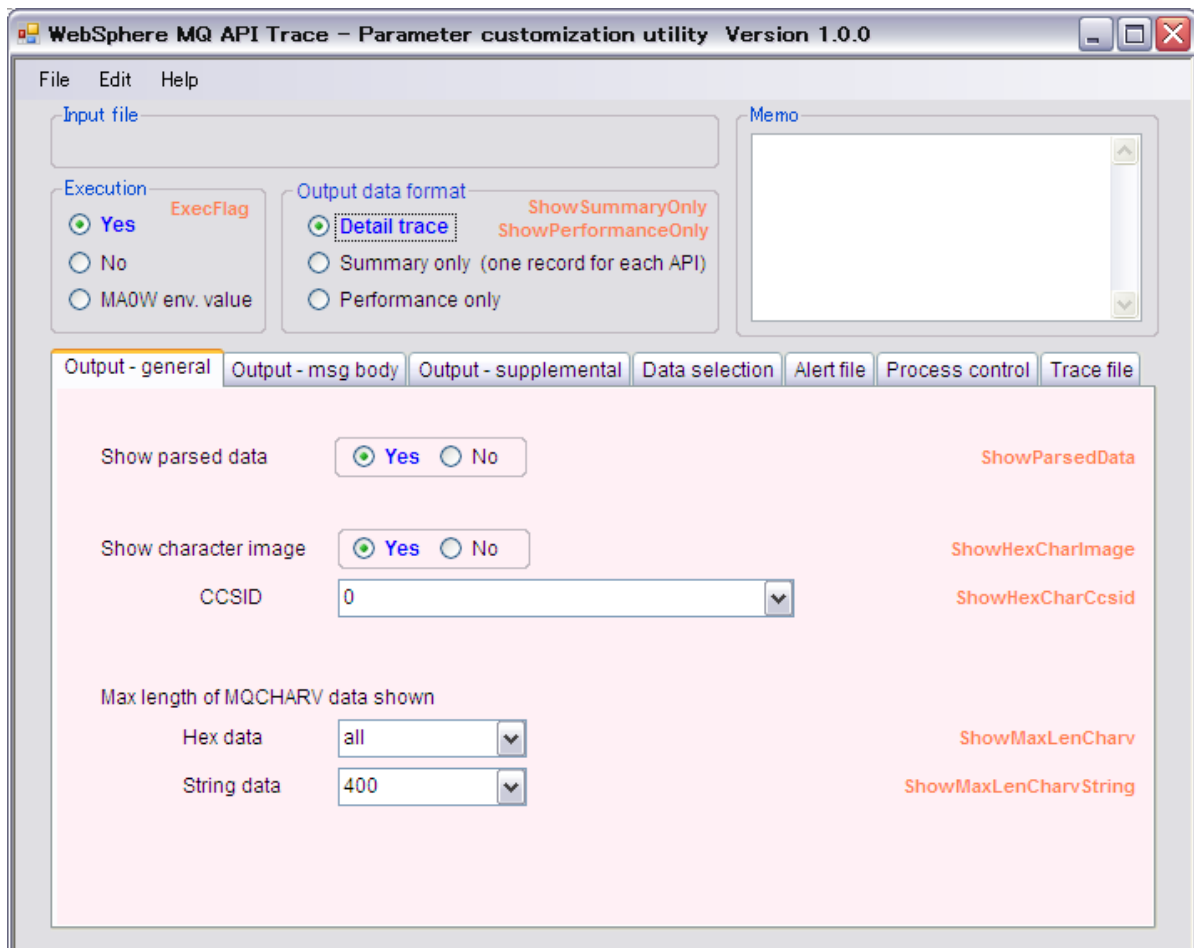 WebSphere MQ API Trace - Parameter customization utility Version 1.0.0
File Edit Help
Input file
Memo
Execution
ExecFlag
Yes
No
MA0W env. value
Output data format
ShowSummaryOnly
ShowPerformanceOnly
Detail trace
Summary only (one record for each API)
Performance only
Output - general Output - msg body Output - supplemental Data selection Alert file Process control Trace file
Show parsed data Yes No ShowParsedData
Show character image Yes No ShowHexCharImage
CCSID 0 ShowHexCharCcsid
Max length of MQCHARV data shown
Hex data all ShowMaxLenCharv
String data 400 ShowMaxLenCharvString